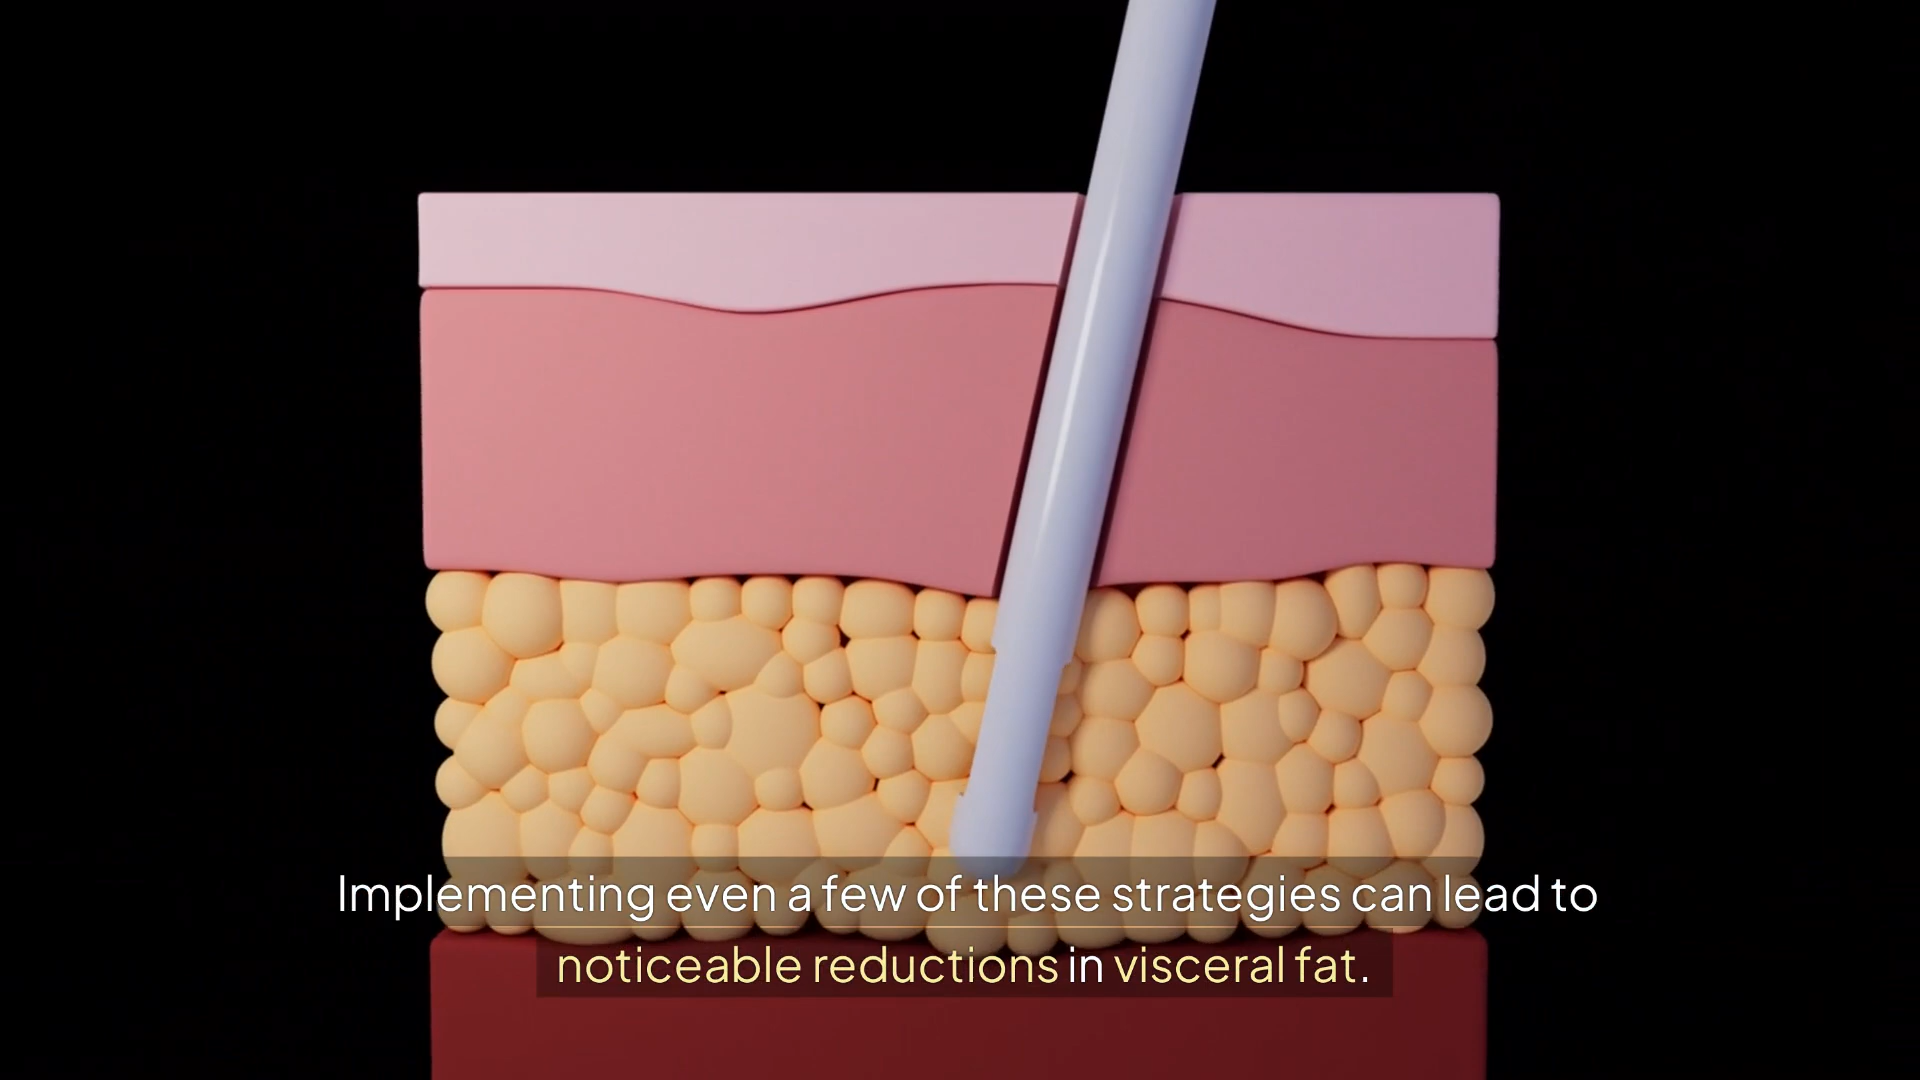 Implementing even a few of these strategies can lead to
noticeable reductions in visceral fat.